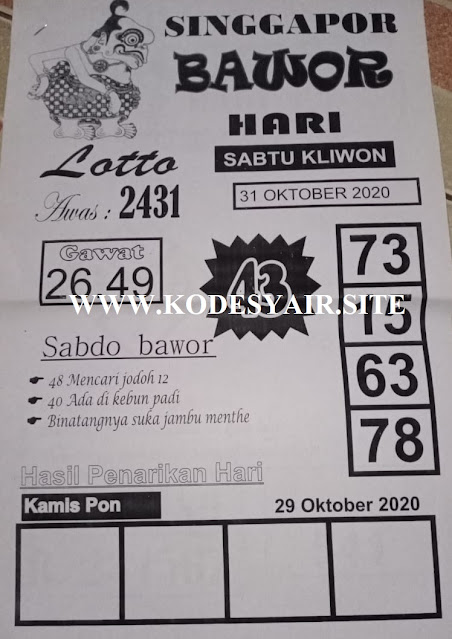 SINGGAPOR
BAWOR
HARI
Lotto
SABTU KLIWON
Awas : 2431
31 OKTOBER 2020
Gawat
26.49
43
73
WWW.KODESYAIR.SITE
75
63
78
Sabdo bawor
48 Mencari jodoh 12
40 Ada di kebun padi
Binatangnya suka jambu menthe
Hasil Penarikan Hari
Kamis Pon
29 Oktober 2020